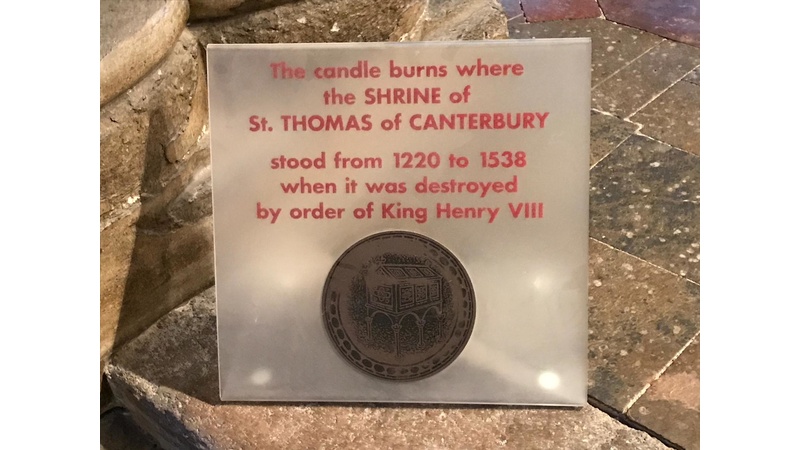 The candle burns where
the SHRINE of
St. THOMAS of CANTERBURY
stood from 1220 to 1538
when it was destroyed
by order of King Henry VIII